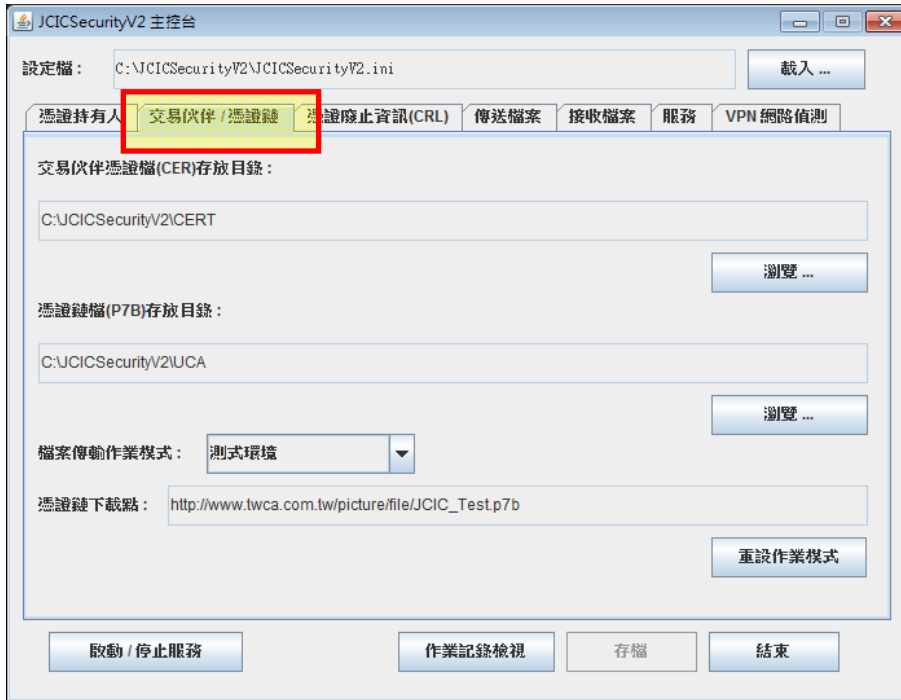 JCICSecurityV2 主控台
設定檔： C:\JCICSecurityV2\JCICSecurityV2.ini 載入 ...
憑證持有人 交易伙伴 / 憑證鏈 憑證廢止資訊(CRL) 傳送檔案 接收檔案 服務 VPN 網路偵測
交易伙伴憑證檔(CER)存放目錄：
C:\JCICSecurityV2\CERT
瀏覽 ...
憑證鏈檔(P7B)存放目錄：
C:\JCICSecurityV2\UCA
瀏覽 ...
檔案傳輸作業模式： 測式環境
憑證鏈下載點： http://www.twca.com.tw/picture/file/JCIC_Test.p7b
重設作業模式
啟動 / 停止服務 作業記錄檢視 存檔 結束